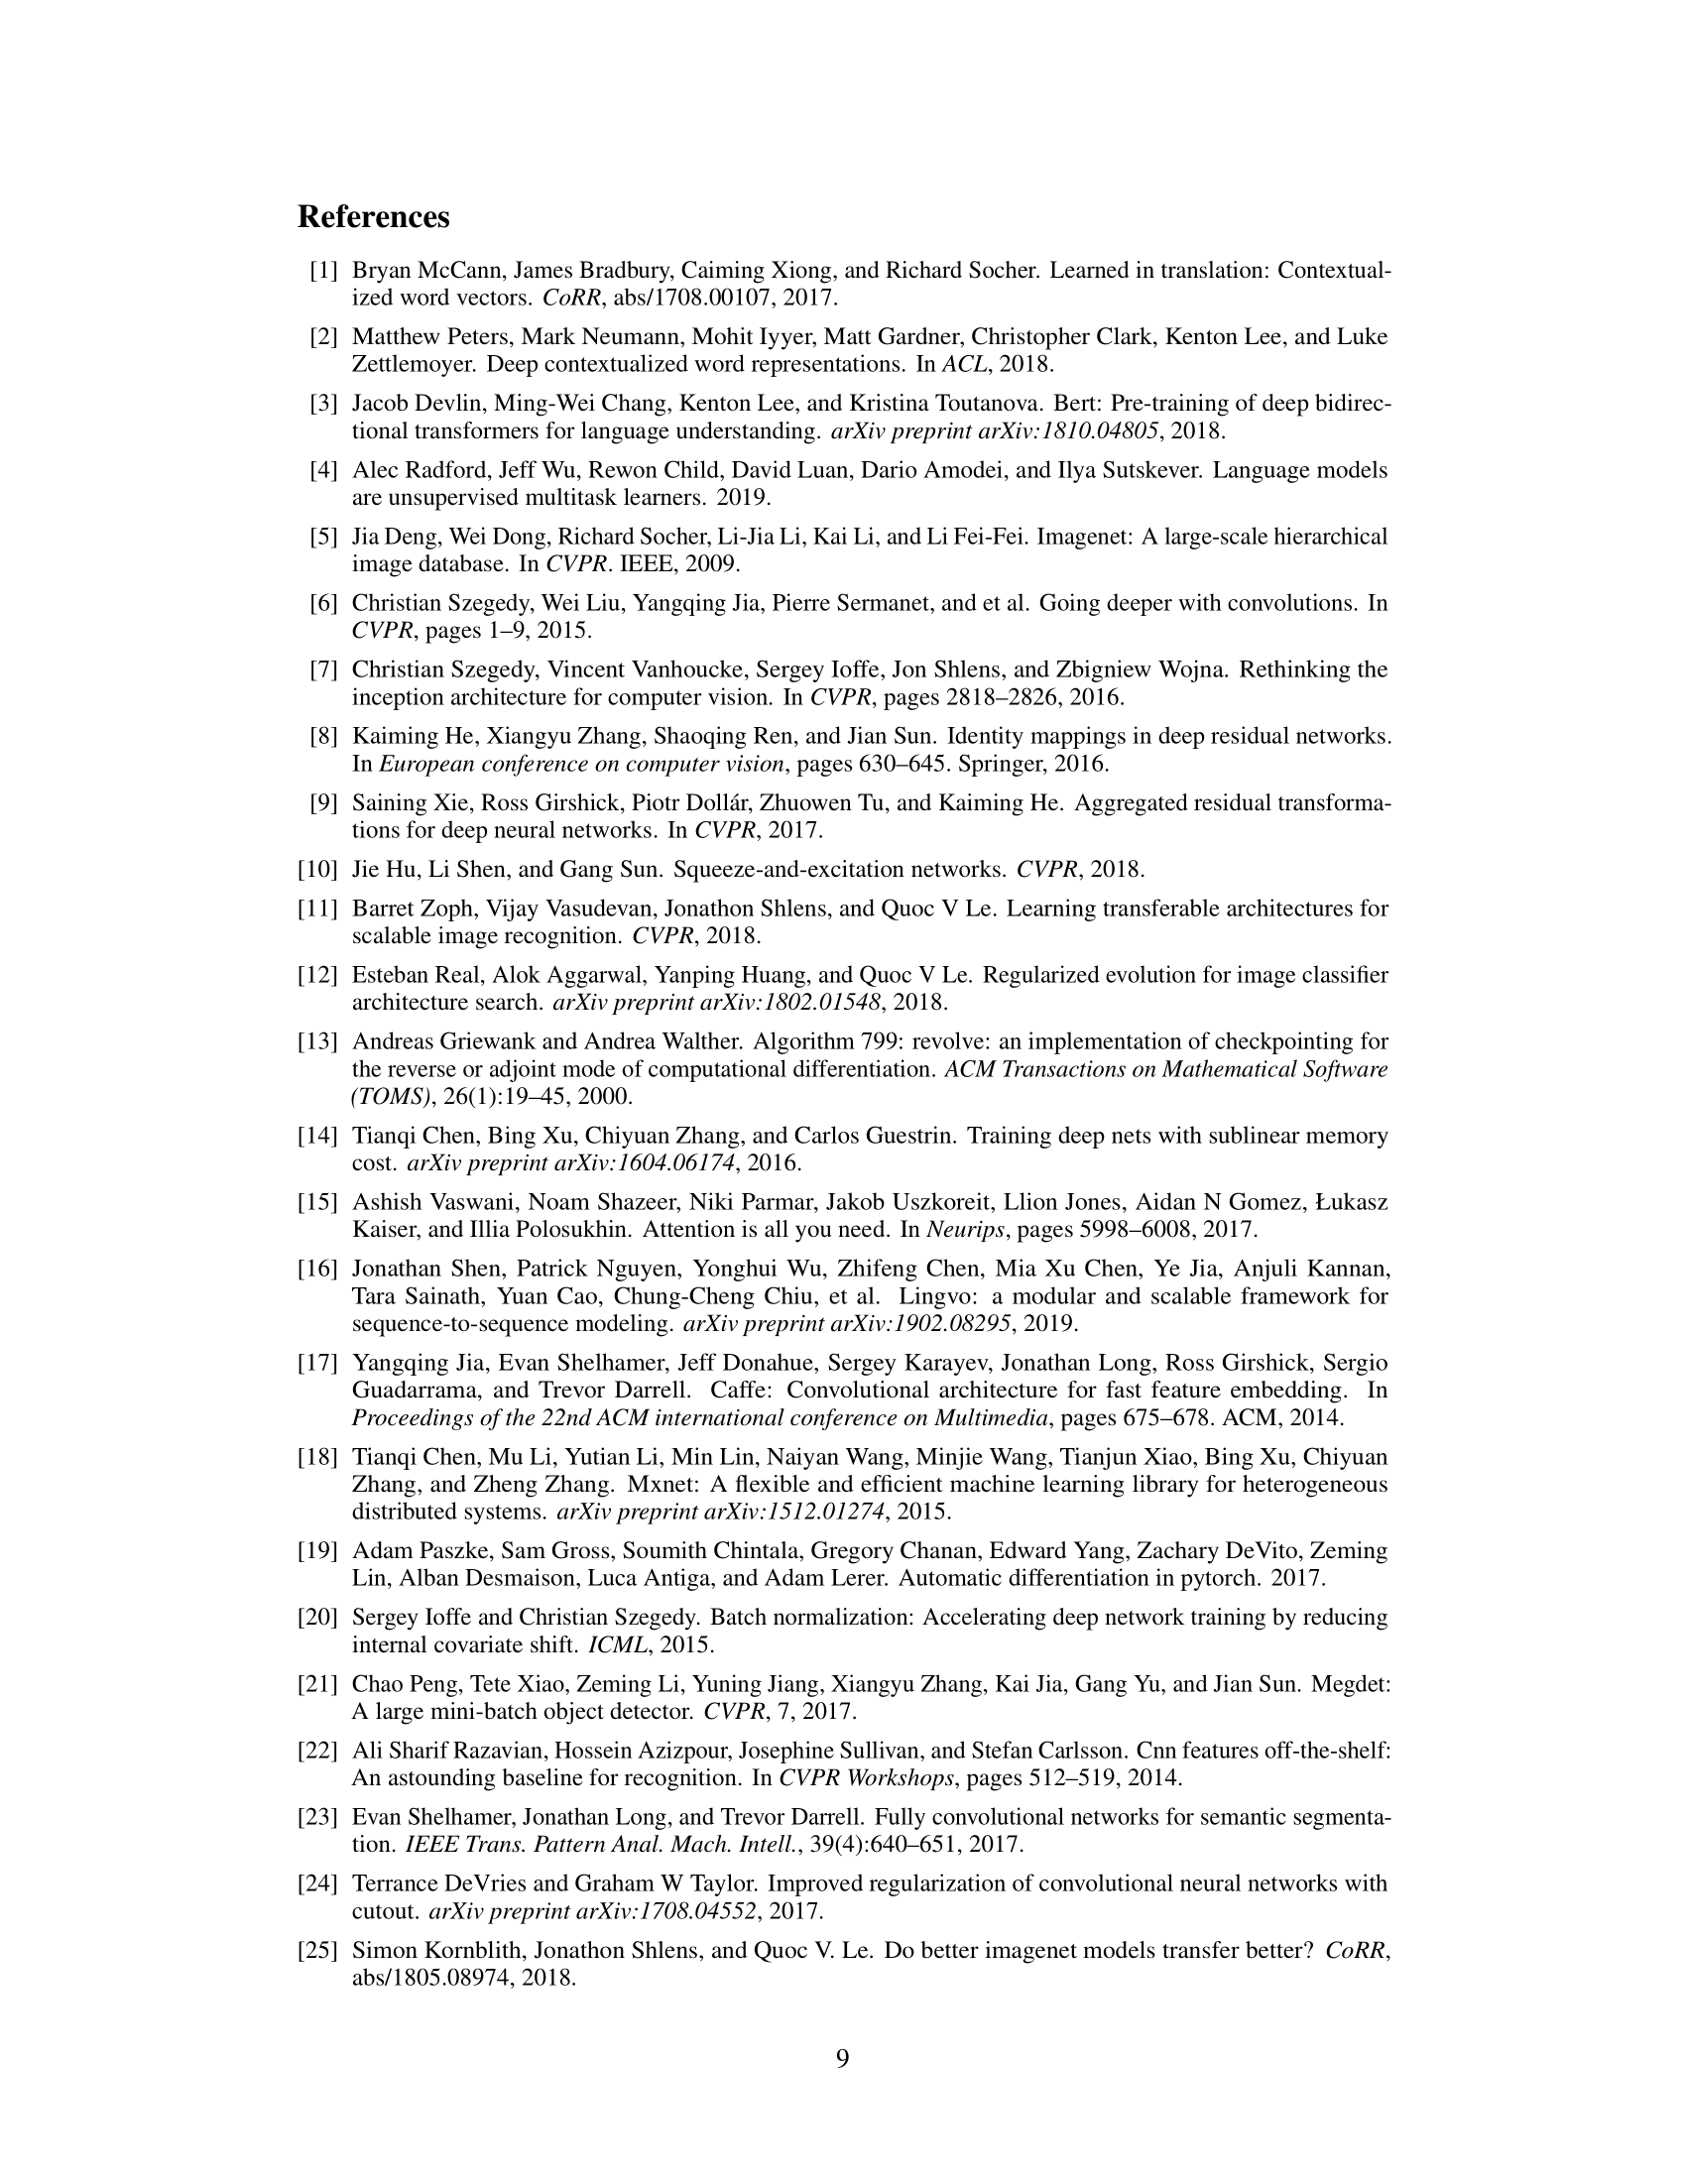 References
[1] Bryan McCann, James Bradbury, Caiming Xiong, and Richard Socher. Learned in translation: Contextual-
ized word vectors. CoRR, abs/1708.00107, 2017.
[2] Matthew Peters, Mark Neumann, Mohit Iyyer, Matt Gardner, Christopher Clark, Kenton Lee, and Luke
Zettlemoyer. Deep contextualized word representations. In ACL, 2018.
[3] Jacob Devlin, Ming-Wei Chang, Kenton Lee, and Kristina Toutanova. Bert: Pre-training of deep bidirec-
tional transformers for language understanding. arXiv preprint arXiv:1810.04805, 2018.
[4] Alec Radford, Jeff Wu, Rewon Child, David Luan, Dario Amodei, and Ilya Sutskever. Language models
are unsupervised multitask learners. 2019.
[5] Jia Deng, Wei Dong, Richard Socher, Li-Jia Li, Kai Li, and Li Fei-Fei. Imagenet: A large-scale hierarchical
image database. In CVPR. IEEE, 2009.
[6] Christian Szegedy, Wei Liu, Yangqing Jia, Pierre Sermanet, and et al. Going deeper with convolutions. In
CVPR, pages 1–9, 2015.
[7] Christian Szegedy, Vincent Vanhoucke, Sergey Ioffe, Jon Shlens, and Zbigniew Wojna. Rethinking the
inception architecture for computer vision. In CVPR, pages 2818–2826, 2016.
[8] Kaiming He, Xiangyu Zhang, Shaoqing Ren, and Jian Sun. Identity mappings in deep residual networks.
In European conference on computer vision, pages 630–645. Springer, 2016.
[9] Saining Xie, Ross Girshick, Piotr Dollár, Zhuowen Tu, and Kaiming He. Aggregated residual transforma-
tions for deep neural networks. In CVPR, 2017.
[10] Jie Hu, Li Shen, and Gang Sun. Squeeze-and-excitation networks. CVPR, 2018.
[11] Barret Zoph, Vijay Vasudevan, Jonathon Shlens, and Quoc V Le. Learning transferable architectures for
scalable image recognition. CVPR, 2018.
[12] Esteban Real, Alok Aggarwal, Yanping Huang, and Quoc V Le. Regularized evolution for image classifier
architecture search. arXiv preprint arXiv:1802.01548, 2018.
[13] Andreas Griewank and Andrea Walther. Algorithm 799: revolve: an implementation of checkpointing for
the reverse or adjoint mode of computational differentiation. ACM Transactions on Mathematical Software
(TOMS), 26(1):19–45, 2000.
[14] Tianqi Chen, Bing Xu, Chiyuan Zhang, and Carlos Guestrin. Training deep nets with sublinear memory
cost. arXiv preprint arXiv:1604.06174, 2016.
[15] Ashish Vaswani, Noam Shazeer, Niki Parmar, Jakob Uszkoreit, Llion Jones, Aidan N Gomez, Łukasz
Kaiser, and Illia Polosukhin. Attention is all you need. In Neurips, pages 5998–6008, 2017.
[16] Jonathan Shen, Patrick Nguyen, Yonghui Wu, Zhifeng Chen, Mia Xu Chen, Ye Jia, Anjuli Kannan,
Tara Sainath, Yuan Cao, Chung-Cheng Chiu, et al. Lingvo: a modular and scalable framework for
sequence-to-sequence modeling. arXiv preprint arXiv:1902.08295, 2019.
[17] Yangqing Jia, Evan Shelhamer, Jeff Donahue, Sergey Karayev, Jonathan Long, Ross Girshick, Sergio
Guadarrama, and Trevor Darrell. Caffe: Convolutional architecture for fast feature embedding. In
Proceedings of the 22nd ACM international conference on Multimedia, pages 675–678. ACM, 2014.
[18] Tianqi Chen, Mu Li, Yutian Li, Min Lin, Naiyan Wang, Minjie Wang, Tianjun Xiao, Bing Xu, Chiyuan
Zhang, and Zheng Zhang. Mxnet: A flexible and efficient machine learning library for heterogeneous
distributed systems. arXiv preprint arXiv:1512.01274, 2015.
[19] Adam Paszke, Sam Gross, Soumith Chintala, Gregory Chanan, Edward Yang, Zachary DeVito, Zeming
Lin, Alban Desmaison, Luca Antiga, and Adam Lerer. Automatic differentiation in pytorch. 2017.
[20] Sergey Ioffe and Christian Szegedy. Batch normalization: Accelerating deep network training by reducing
internal covariate shift. ICML, 2015.
[21] Chao Peng, Tete Xiao, Zeming Li, Yuning Jiang, Xiangyu Zhang, Kai Jia, Gang Yu, and Jian Sun. Megdet:
A large mini-batch object detector. CVPR, 7, 2017.
[22] Ali Sharif Razavian, Hossein Azizpour, Josephine Sullivan, and Stefan Carlsson. Cnn features off-the-shelf:
An astounding baseline for recognition. In CVPR Workshops, pages 512–519, 2014.
[23] Evan Shelhamer, Jonathan Long, and Trevor Darrell. Fully convolutional networks for semantic segmenta-
tion. IEEE Trans. Pattern Anal. Mach. Intell., 39(4):640–651, 2017.
[24] Terrance DeVries and Graham W Taylor. Improved regularization of convolutional neural networks with
cutout. arXiv preprint arXiv:1708.04552, 2017.
[25] Simon Kornblith, Jonathon Shlens, and Quoc V. Le. Do better imagenet models transfer better? CoRR,
abs/1805.08974, 2018.
9